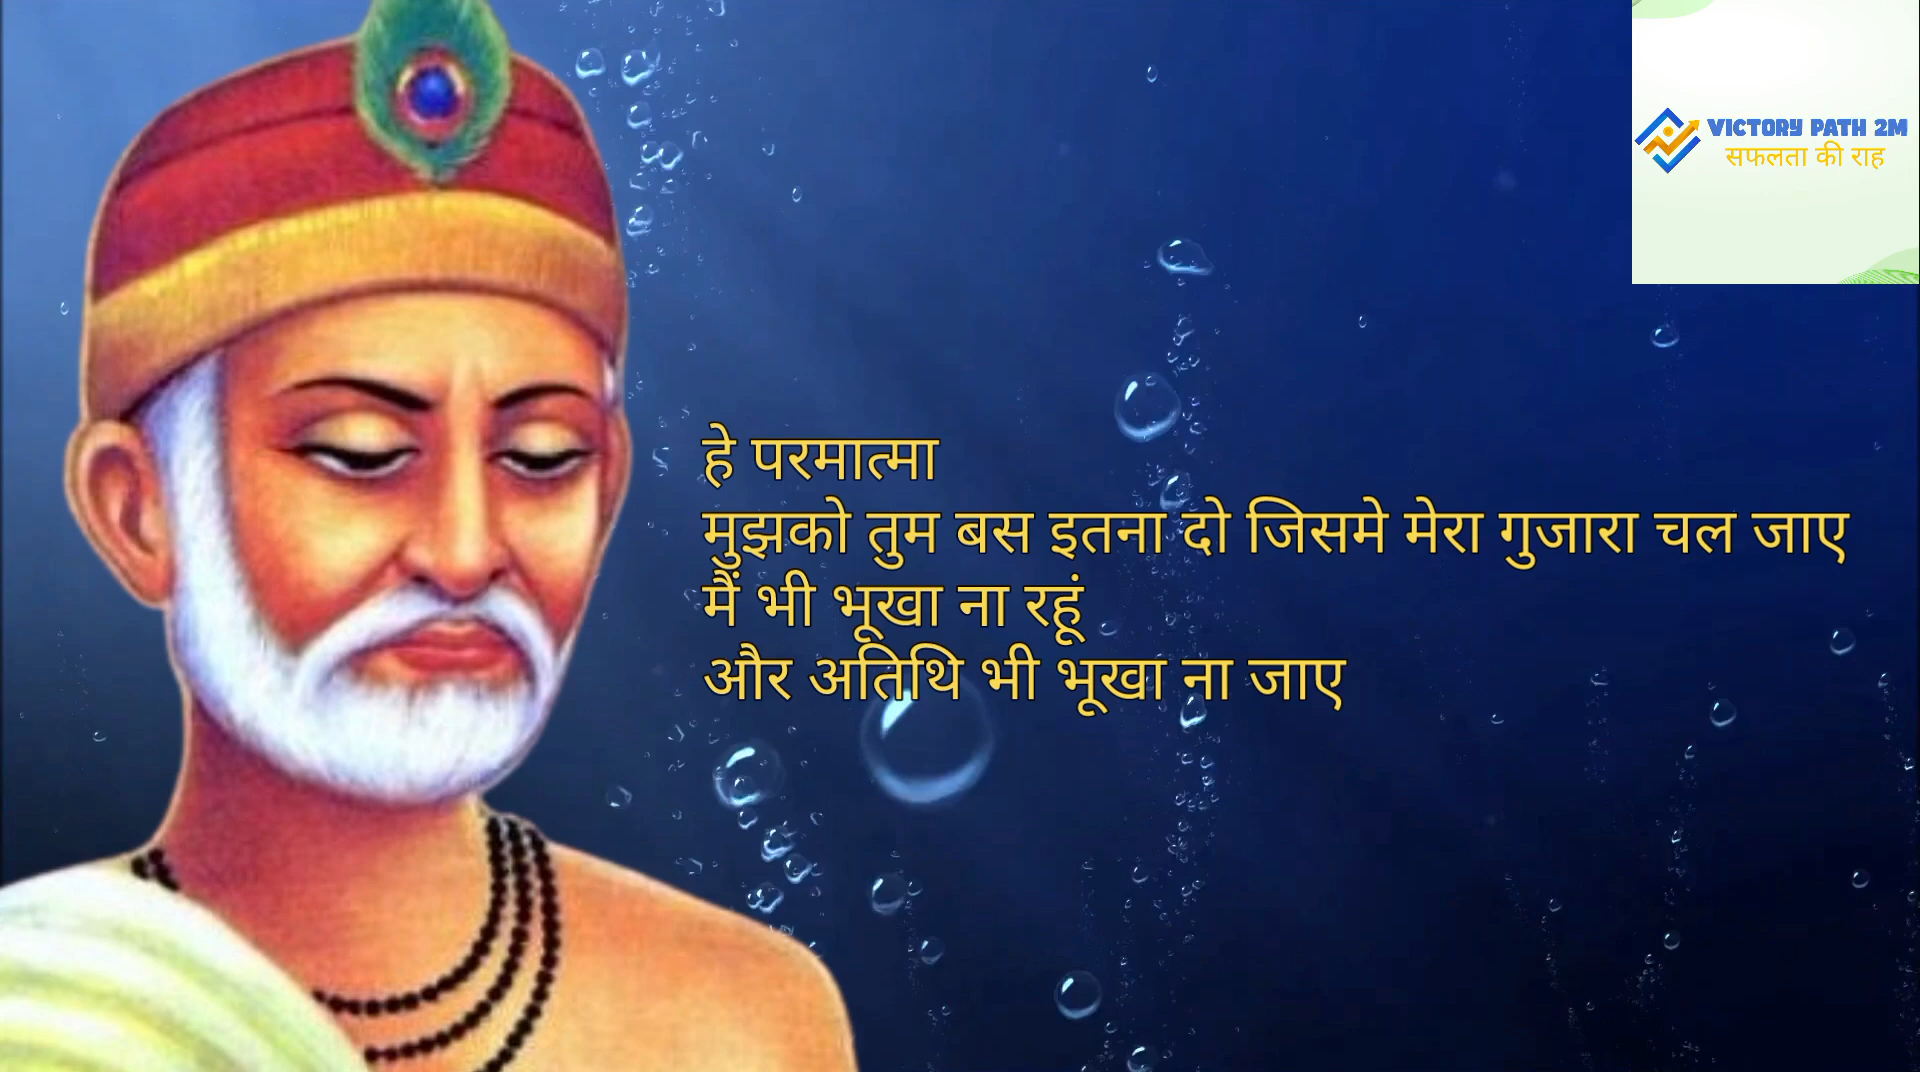 VICTORY PATH 2M
सफलता की राह
हे परमात्मा
मुझको तुम बस इतना दो जिसमे मेरा गुजारा चल जाए
मैं भी भूखा ना रहूं
और अतिथि भी भूखा ना जाए